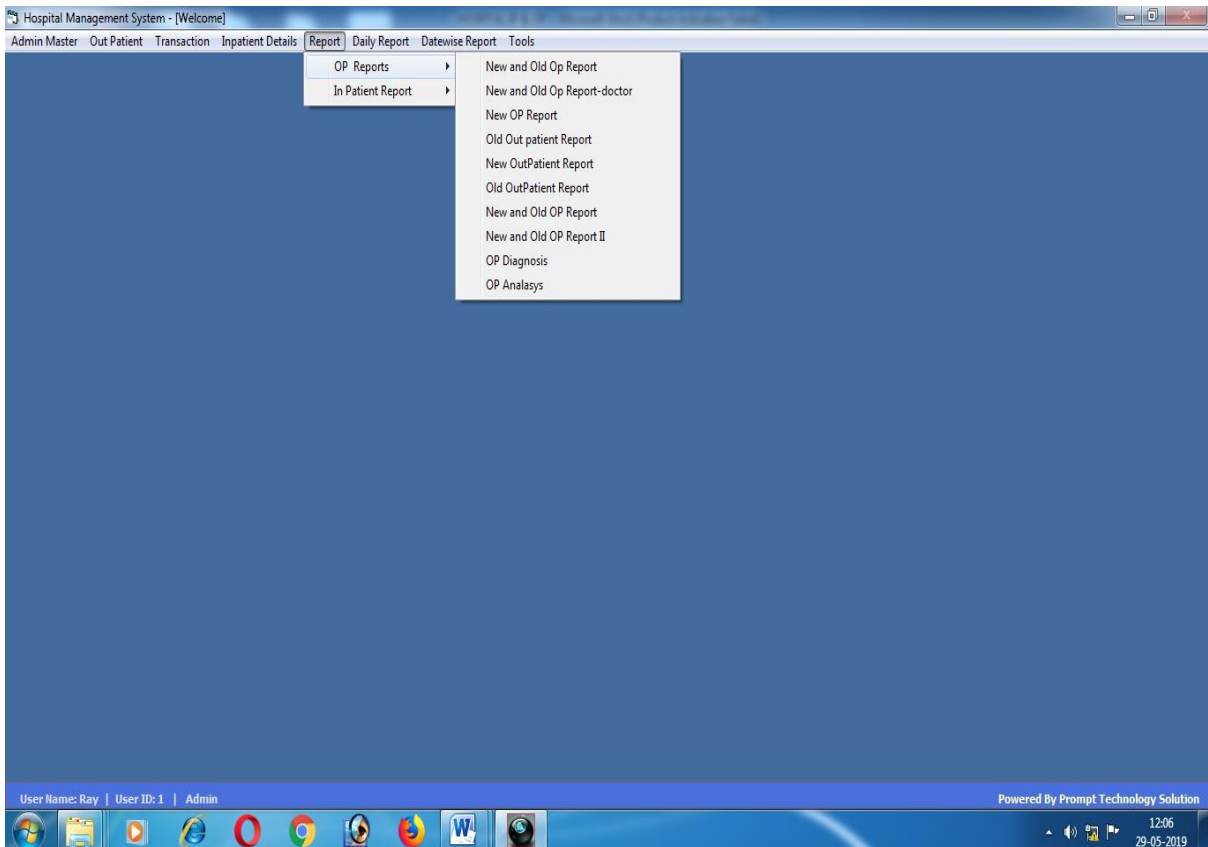 Hospital Management System - [Welcome]
Admin Master Out Patient Transaction Inpatient Details Report Daily Report Datewise Report Tools
OP Reports
In Patient Report
New and Old Op Report
New and Old Op Report-doctor
New OP Report
Old Out patient Report
New OutPatient Report
Old OutPatient Report
New and Old OP Report
New and Old OP Report II
OP Diagnosis
OP Analasys
User Name: Ray | User ID: 1 | Admin
Powered By Prompt Technology Solution
12:06
29-05-2019